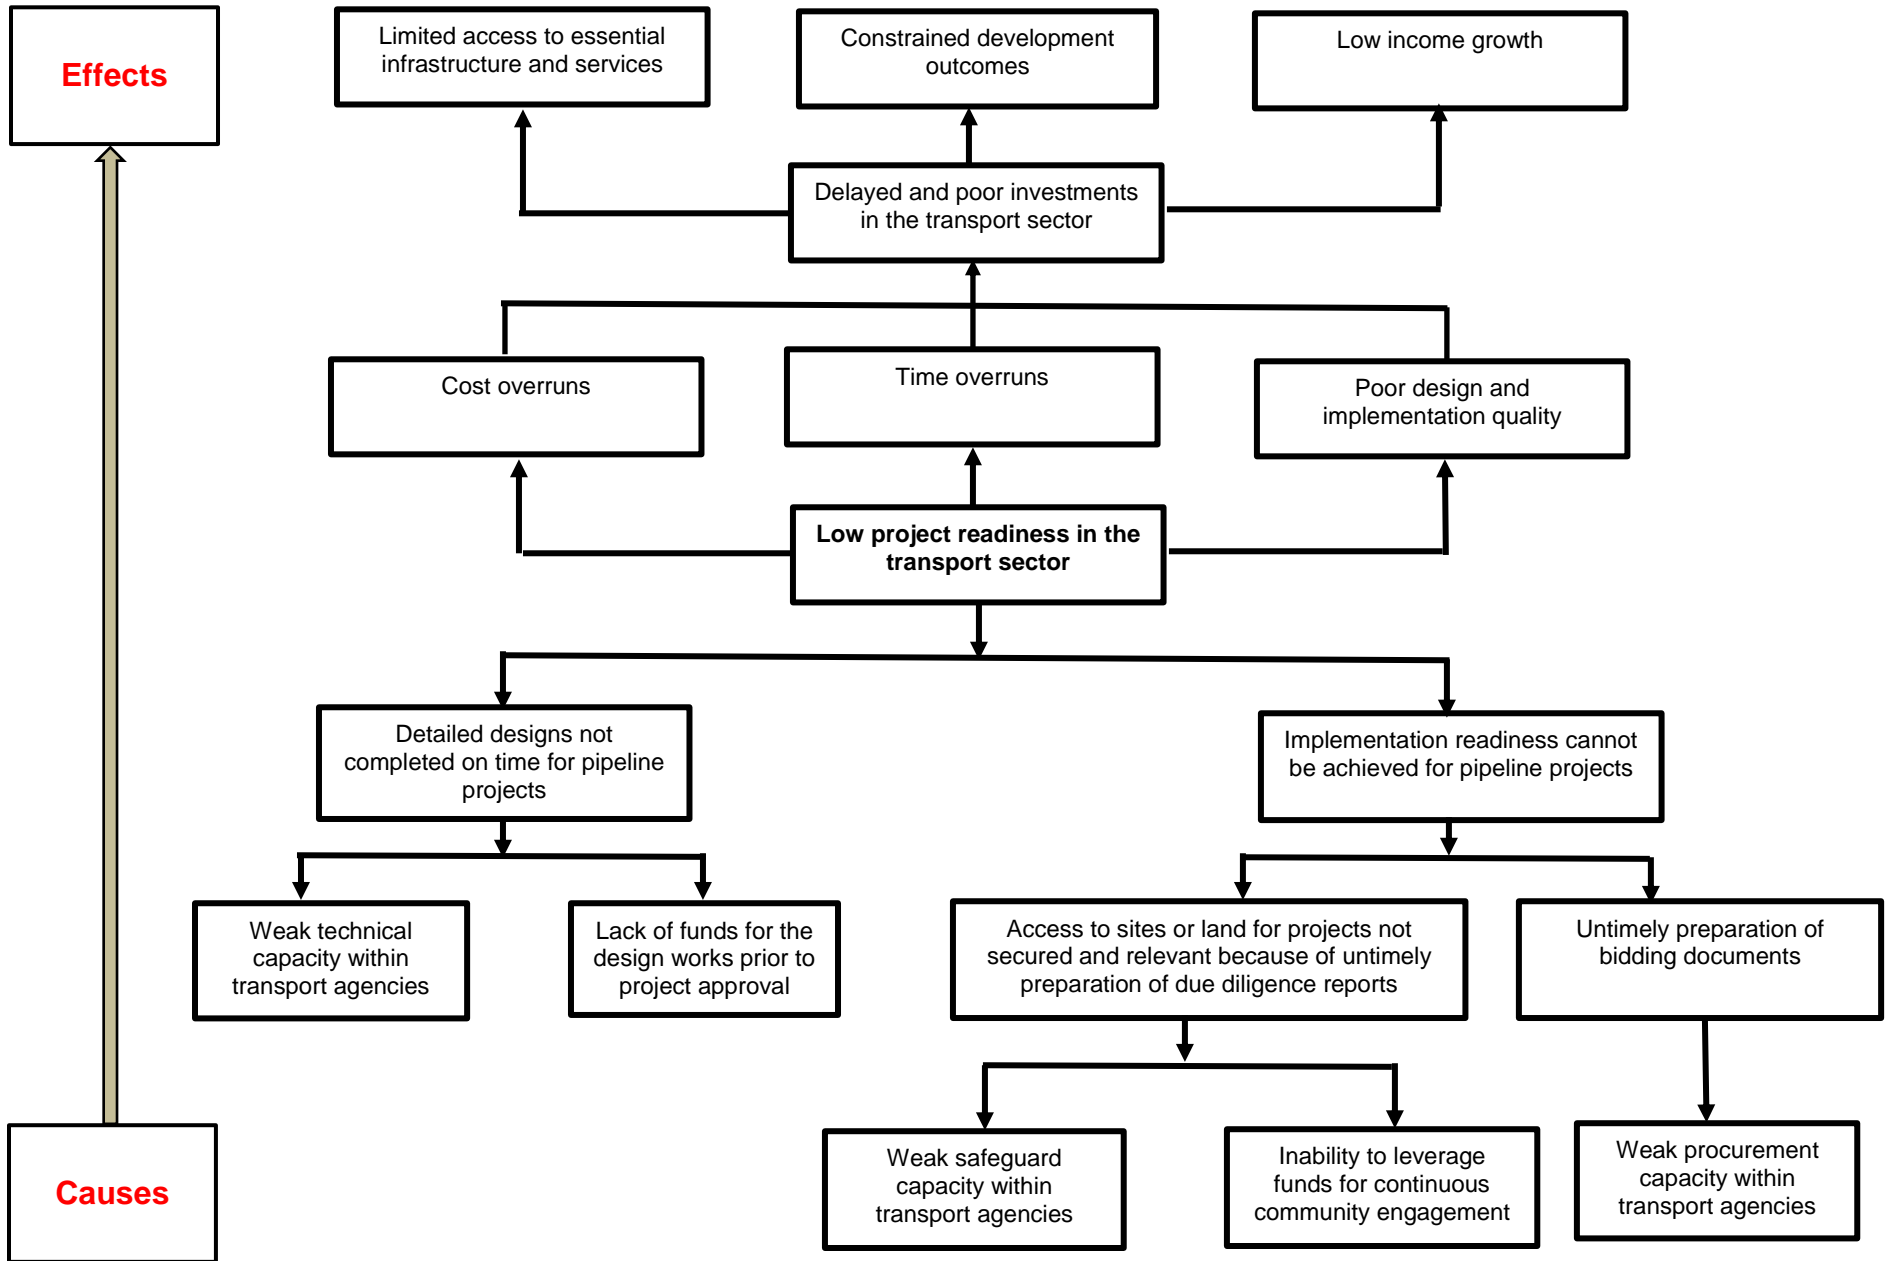 Effects
Limited access to essential
infrastructure and services
Constrained development
outcomes
Low income growth
Delayed and poor investments
in the transport sector
Cost overruns
Time overruns
Poor design and
implementation quality
Low project readiness in the
transport sector
Detailed designs not
completed on time for pipeline
projects
Implementation readiness cannot
be achieved for pipeline projects
Weak technical
capacity within
transport agencies
Lack of funds for the
design works prior to
project approval
Access to sites or land for projects not
secured and relevant because of untimely
preparation of due diligence reports
Untimely preparation of
bidding documents
Causes
Weak safeguard
capacity within
transport agencies
Inability to leverage
funds for continuous
community engagement
Weak procurement
capacity within
transport agencies